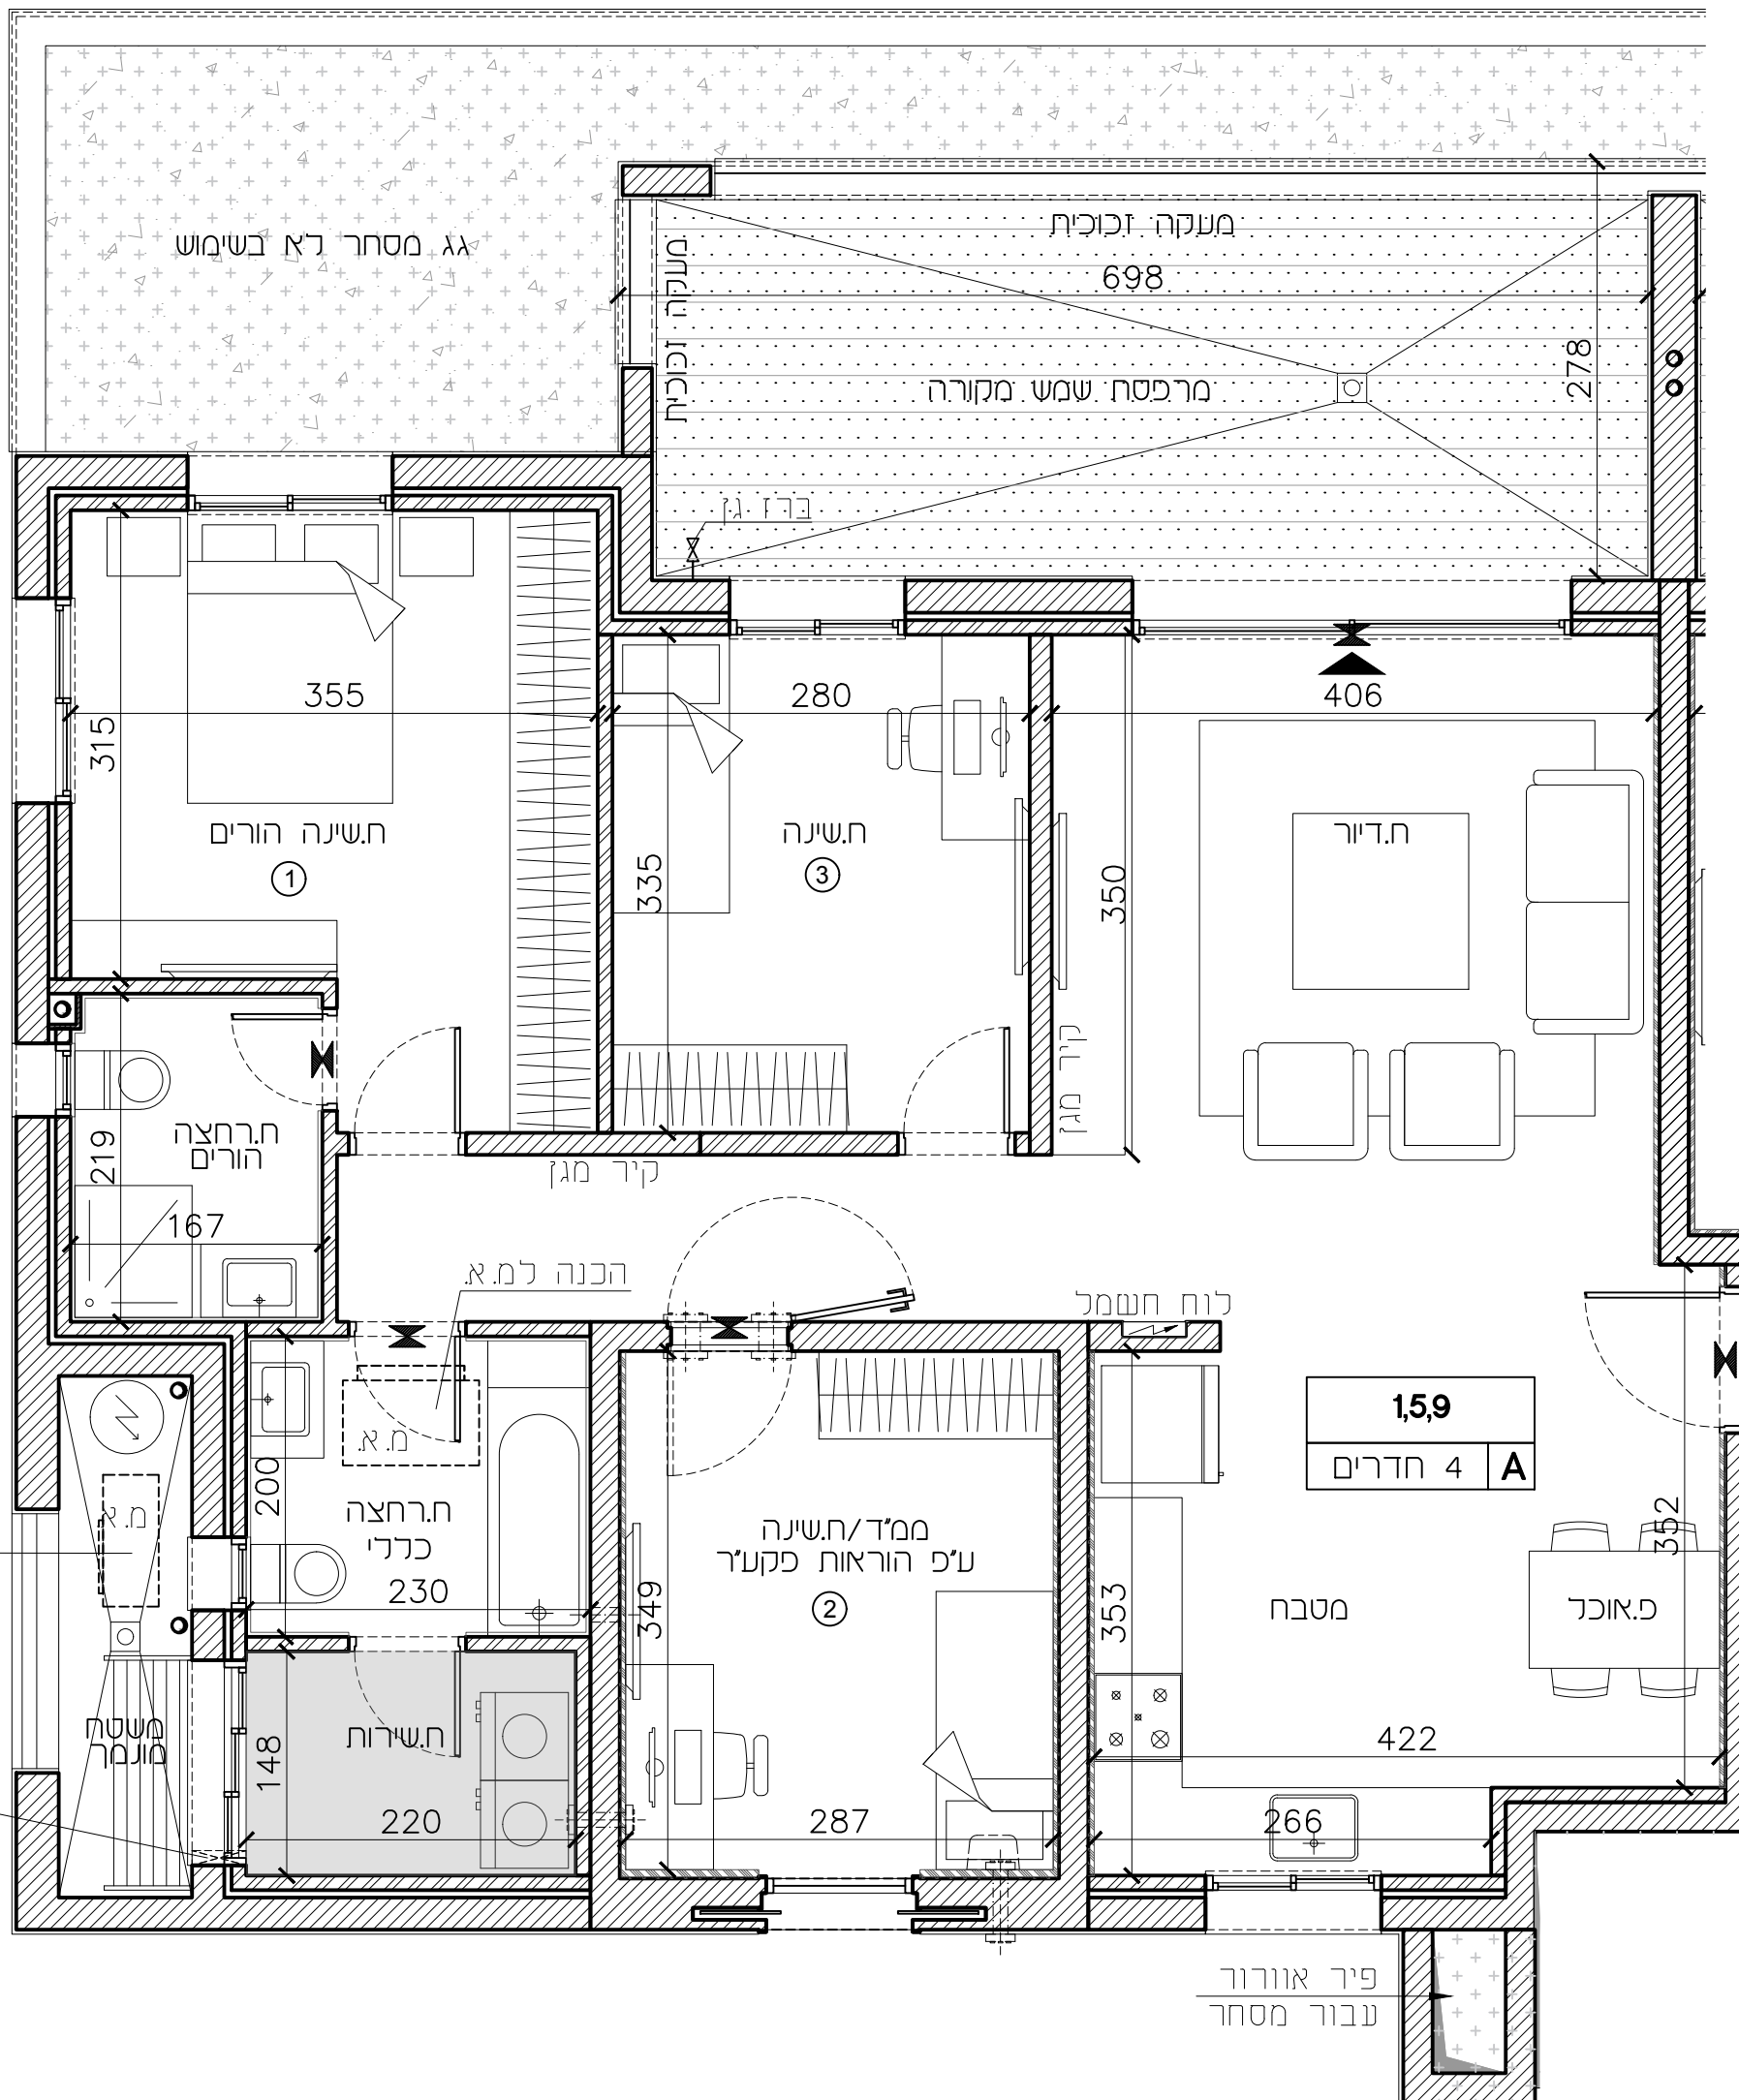 מעקה זכוכית
698
גג מסחר לא בשימוש
מעקה זכוכית
278
מרפסת שמש מקורה
ברז גן
355
280
406
315
ח.שינה הורים
1
ח.שינה
3
ח.דיור
335
350
קיר מגן
ח.רחצה
הורים
219
167
קיר מגן
הכנה למ.א.
לוח חשמל
מ.א.
200
ח.רחצה
כללי
230
1,5,9
4 חדרים
A
352
ממ"ד/ח.שינה
ע"פ הוראות פקע"ר
2
349
353
מטבח
פ.אוכל
מ.א.
משטח
מונמך
ח.שירות
148
220
287
422
266
פיר אוורור
עבור מסחר